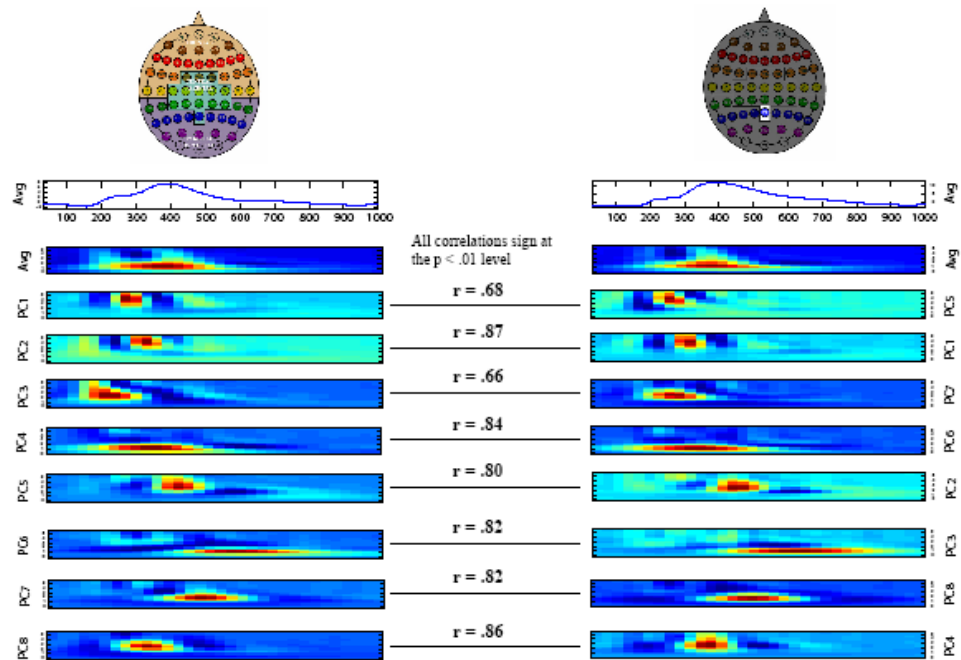 Avg
100 200 300 400 500 600 700 800 900 1000
Avg
100 200 300 400 500 600 700 800 900 1000
All correlations sign at
the p < .01 level
Avg
Avg
PC1
r = .68
PC5
PC2
r = .87
PC1
PC3
r = .66
PC7
PC4
r = .84
PC6
PC5
r = .80
PC2
PC6
r = .82
PC3
PC7
r = .82
PC8
PC8
r = .86
PC4